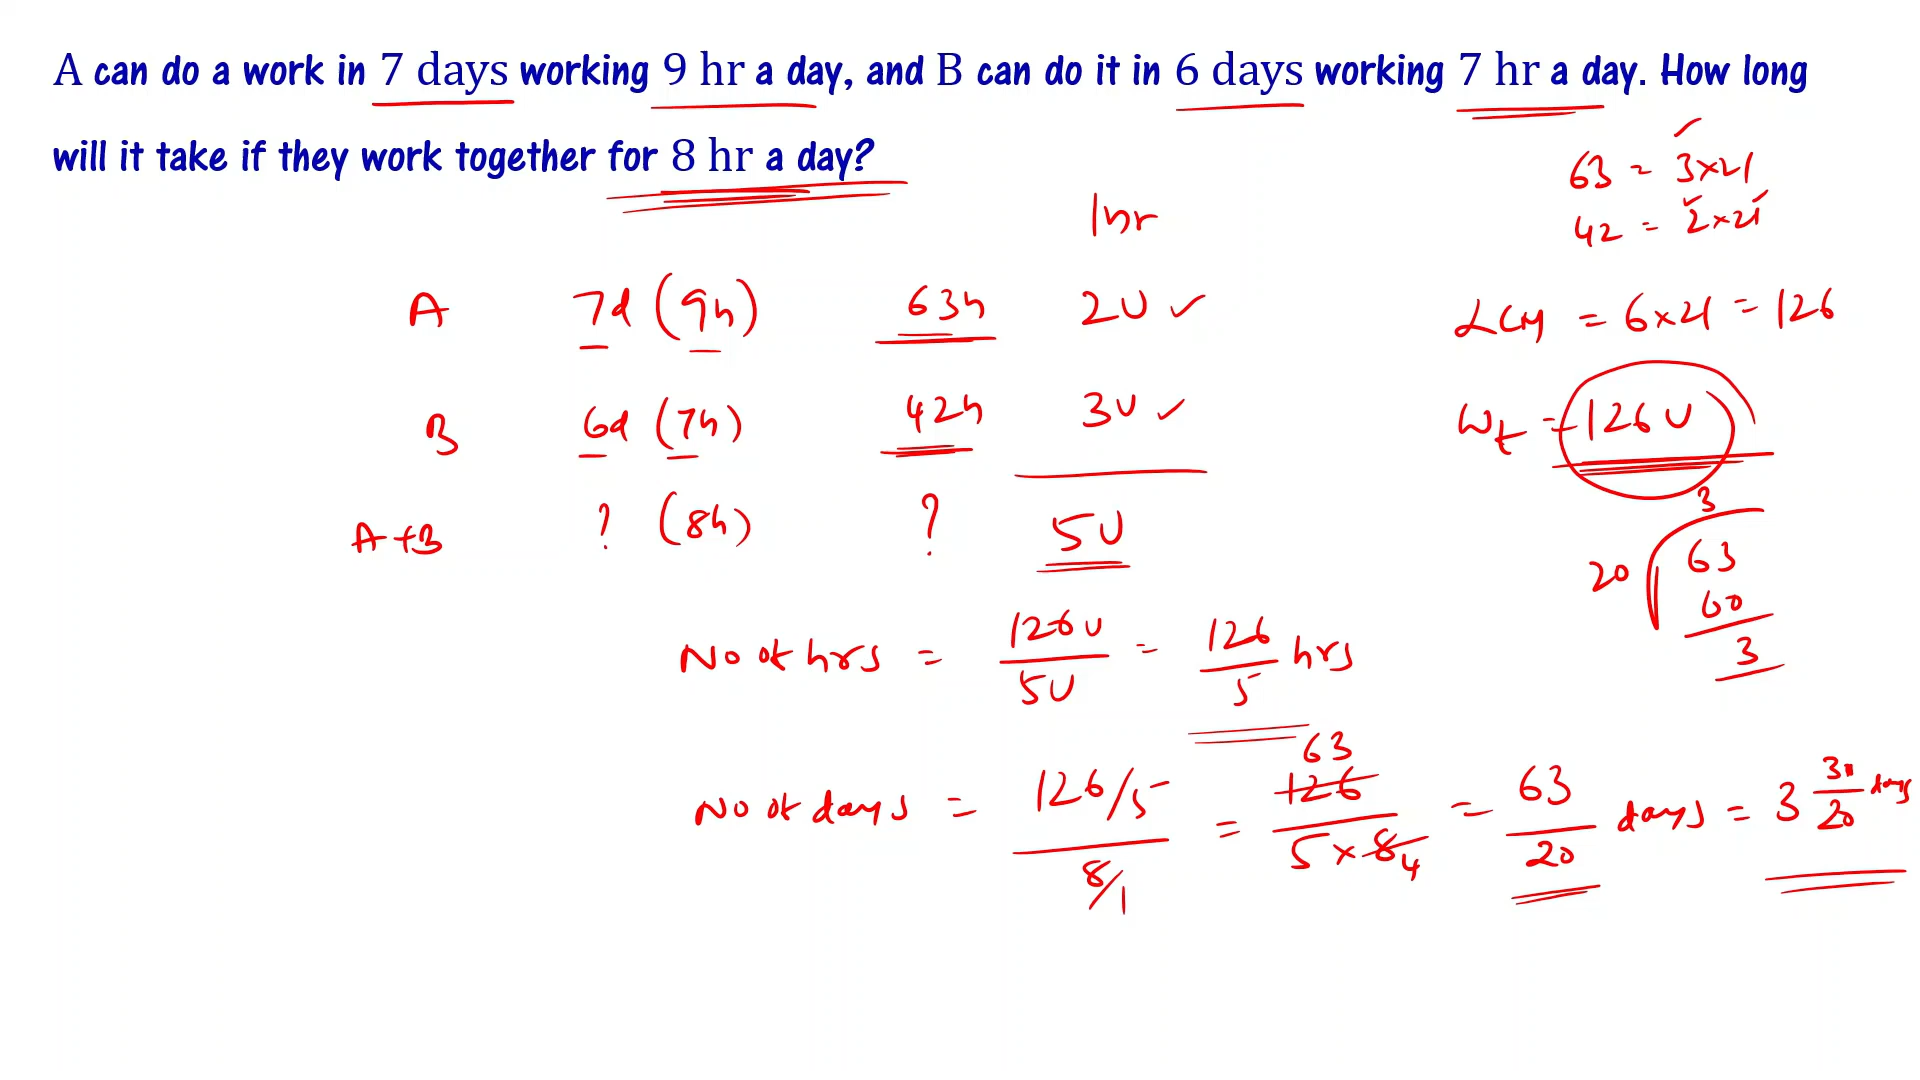 A can do a work in 7 days working 9 hr a day, and B can do it in 6 days working 7 hr a day. How long
will it take if they work together for 8 hr a day?
63 = 3×21
42 = 2×21
1hr
A 7d (9h) 63h 2U ✓
LCM = 6×21 = 126
B 6d (7h) 42h 3U ✓
Wt = 126U
A+B ? (8h) ? 5U
3
20 63
60
3
No of hrs = 126U/5U = 126/5 hrs
63
No of days = 126/5 / 8/1 = 126/5×8 4 = 63/20 days = 3 3/20 days